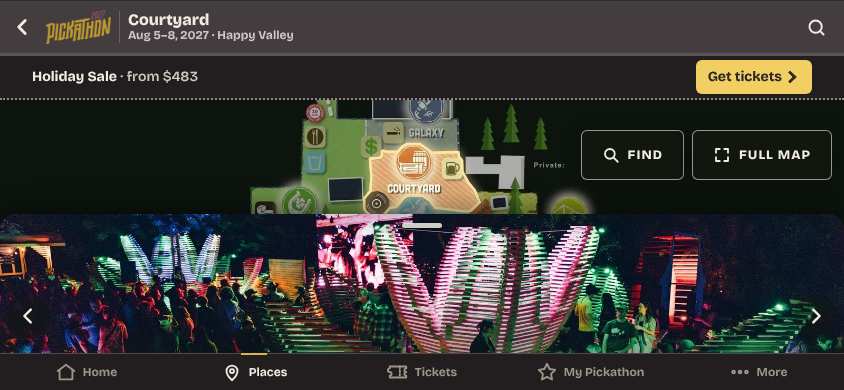 PICKATHON
Courtyard
Aug 5–8, 2027 · Happy Valley
Holiday Sale · from $483
Get tickets
GALAXY
$
COURTYARD
Private:
FIND
FULL MAP
Home
Places
Tickets
My Pickathon
More